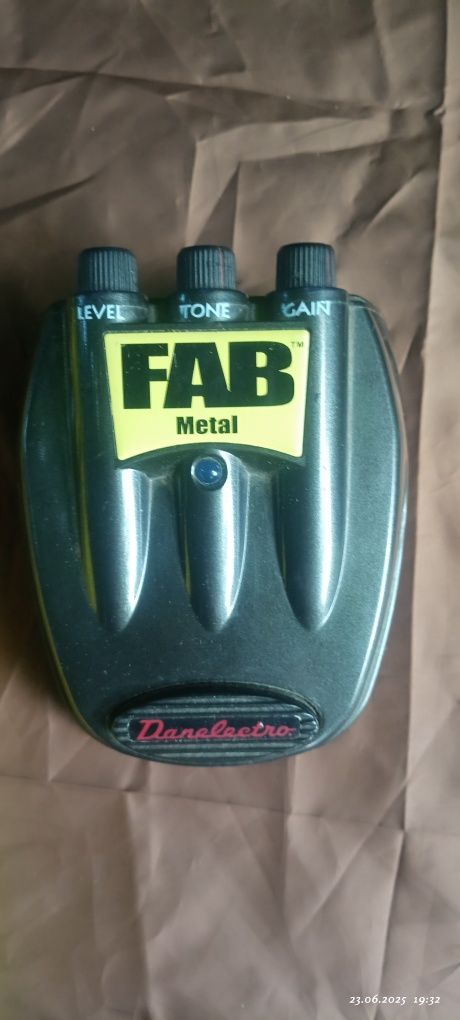 LEVEL TONE GAIN
FAB™
Metal
Danelectro.
23.06.2025 19:32